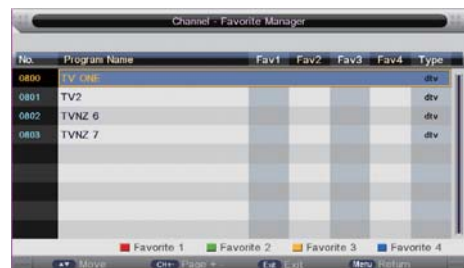 Channel - Favorite Manager
No. Program Name Fav1 Fav2 Fav3 Fav4 Type
0800 TV ONE dtv
0801 TV2 dtv
0802 TVNZ 6 dtv
0803 TVNZ 7 dtv
Favorite 1 Favorite 2 Favorite 3 Favorite 4
▲▼ Move CH+- Page + Exit Exit Menu Return